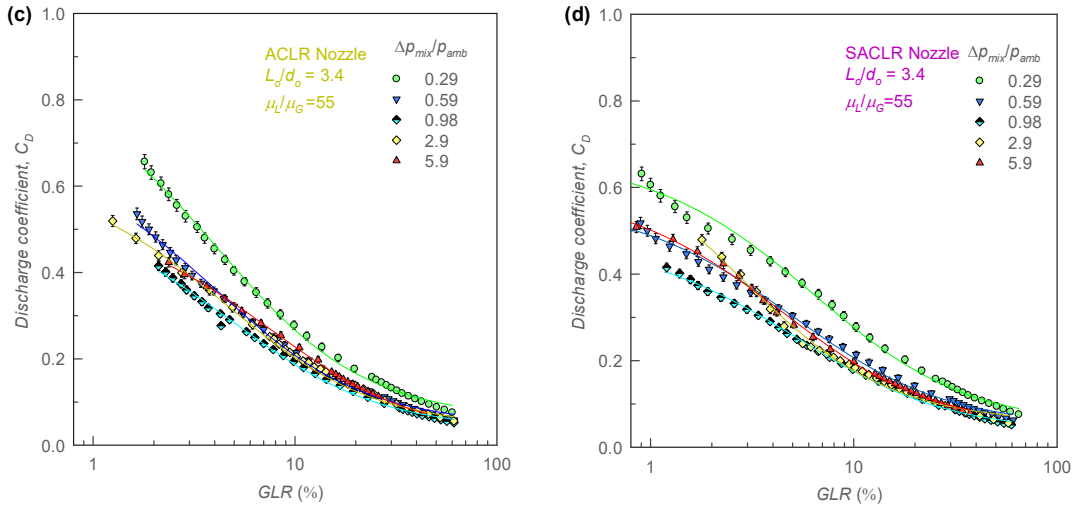 (c)
1.0
0.8
0.6
0.4
0.2
0.0
Discharge coefficient, C_D
1
10
100
GLR (%)
ACLR Nozzle
L_o/d_o = 3.4
μ_L/μ_G=55
Δp_mix/p_amb
0.29
0.59
0.98
2.9
5.9
(d)
1.0
0.8
0.6
0.4
0.2
0.0
Discharge coefficient, C_D
1
10
100
GLR (%)
SACLR Nozzle
L_o/d_o = 3.4
μ_L/μ_G=55
Δp_mix/p_amb
0.29
0.59
0.98
2.9
5.9